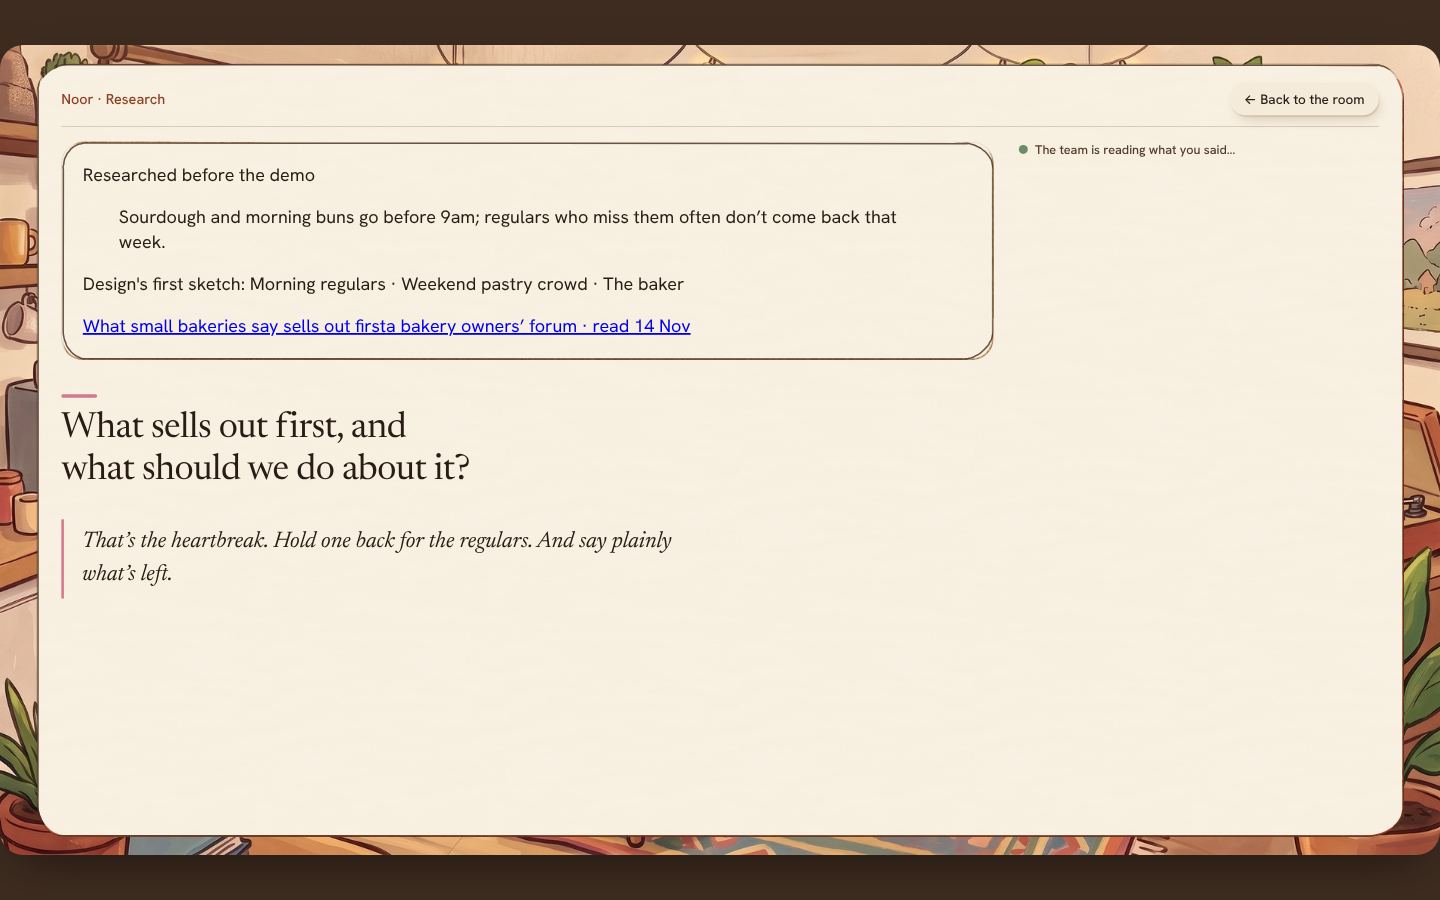 Noor · Research
← Back to the room
Researched before the demo
Sourdough and morning buns go before 9am; regulars who miss them often don’t come back that
week.
Design's first sketch: Morning regulars · Weekend pastry crowd · The baker
What small bakeries say sells out firsta bakery owners’ forum · read 14 Nov
The team is reading what you said…
What sells out first, and
what should we do about it?
That’s the heartbreak. Hold one back for the regulars. And say plainly
what’s left.